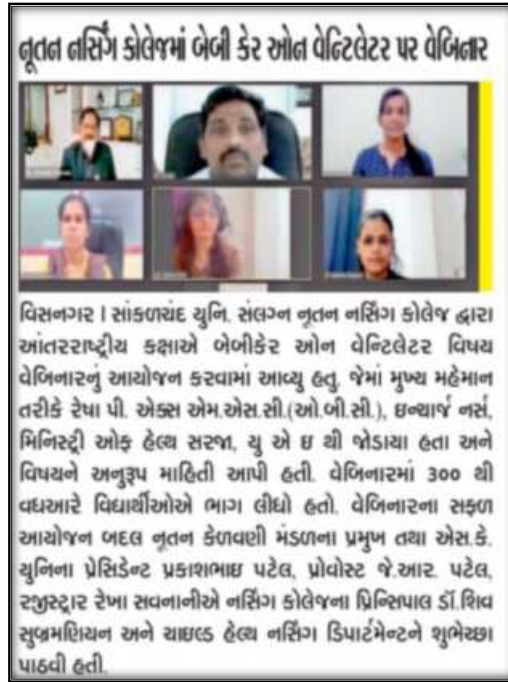 નૂતન નર્સિંગ કોલેજમાં બેબી કેર ઓન વેન્ટિલેટર પર વેબિનાર
વિસનગર । સાંકળચંદ યુનિ. સંલગ્ન નૂતન નર્સિંગ કોલેજ દ્વારા
આંતરરાષ્ટ્રીય કક્ષાએ બેબીકેર ઓન વેન્ટિલેટર વિષય
વેબિનારનું આયોજન કરવામાં આવ્યુ હતુ. જેમાં મુખ્ય મહેમાન
તરીકે રેષા પી. એક્સ એમ.એસ.સી.(ઓ.બી.સી.), ઇન્ચાર્જ નર્સ,
મિનિસ્ટ્રી ઓફ હેલ્થ સરજા, યુ એ ઇ થી જોડાયા હતા અને
વિષયને અનુરૂપ માહિતી આપી હતી. વેબિનારમાં ૩૦૦ થી
વધઆરે વિદ્યાર્થીઓએ ભાગ લીધો હતો. વેબિનારના સફળ
આયોજન બદલ નૂતન કેળવણી મંડળના પ્રમુખ તથા એસ.કે.
યુનિના પ્રેસિડેન્ટ પ્રકાશભાઇ પટેલ, પ્રોવોસ્ટ જે.આર. પટેલ,
રજીસ્ટ્રાર રેખા સવનાનીએ નર્સિંગ કોલેજના પ્રિન્સિપાલ ડૉ.શિવ
સુબ્રમણિયન અને ચાઇલ્ડ હેલ્થ નર્સિંગ ડિપાર્ટમેન્ટને શુભેચ્છા
પાઠવી હતી.